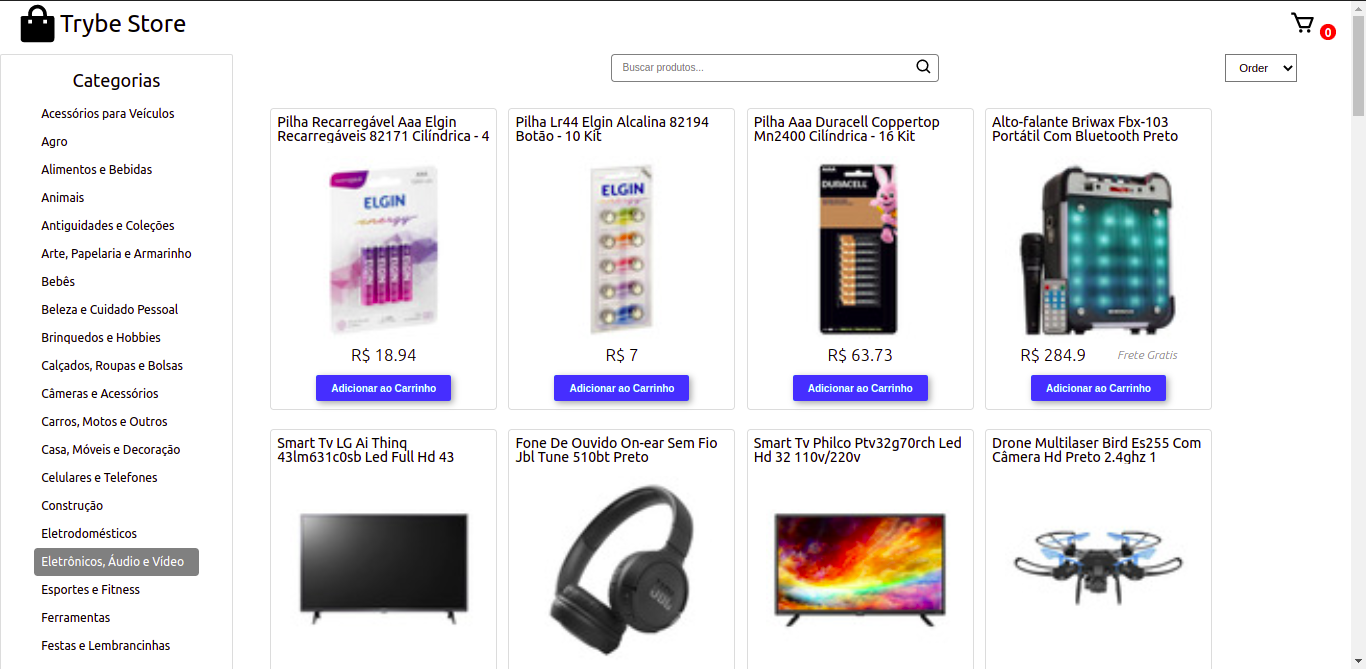 Trybe Store
0
Categorias
Acessórios para Veículos
Agro
Alimentos e Bebidas
Animais
Antiguidades e Coleções
Arte, Papelaria e Armarinho
Bebês
Beleza e Cuidado Pessoal
Brinquedos e Hobbies
Calçados, Roupas e Bolsas
Câmeras e Acessórios
Carros, Motos e Outros
Casa, Móveis e Decoração
Celulares e Telefones
Construção
Eletrodomésticos
Eletrônicos, Áudio e Vídeo
Esportes e Fitness
Ferramentas
Festas e Lembrancinhas
Buscar produtos...
Order
Pilha Recarregável Aaa Elgin
Recarregáveis 82171 Cilíndrica - 4
ELGIN
energy
R$ 18.94
Adicionar ao Carrinho
Pilha Lr44 Elgin Alcalina 82194
Botão - 10 Kit
ELGIN
energy
R$ 7
Adicionar ao Carrinho
Pilha Aaa Duracell Coppertop
Mn2400 Cilíndrica - 16 Kit
DURACELL
R$ 63.73
Adicionar ao Carrinho
Alto-falante Briwax Fbx-103
Portátil Com Bluetooth Preto
R$ 284.9
Frete Gratis
Adicionar ao Carrinho
Smart Tv LG Ai Thinq
43lm631c0sb Led Full Hd 43
Fone De Ouvido On-ear Sem Fio
Jbl Tune 510bt Preto
JBL
Smart Tv Philco Ptv32g70rch Led
Hd 32 110v/220v
Drone Multilaser Bird Es255 Com
Câmera Hd Preto 2.4ghz 1